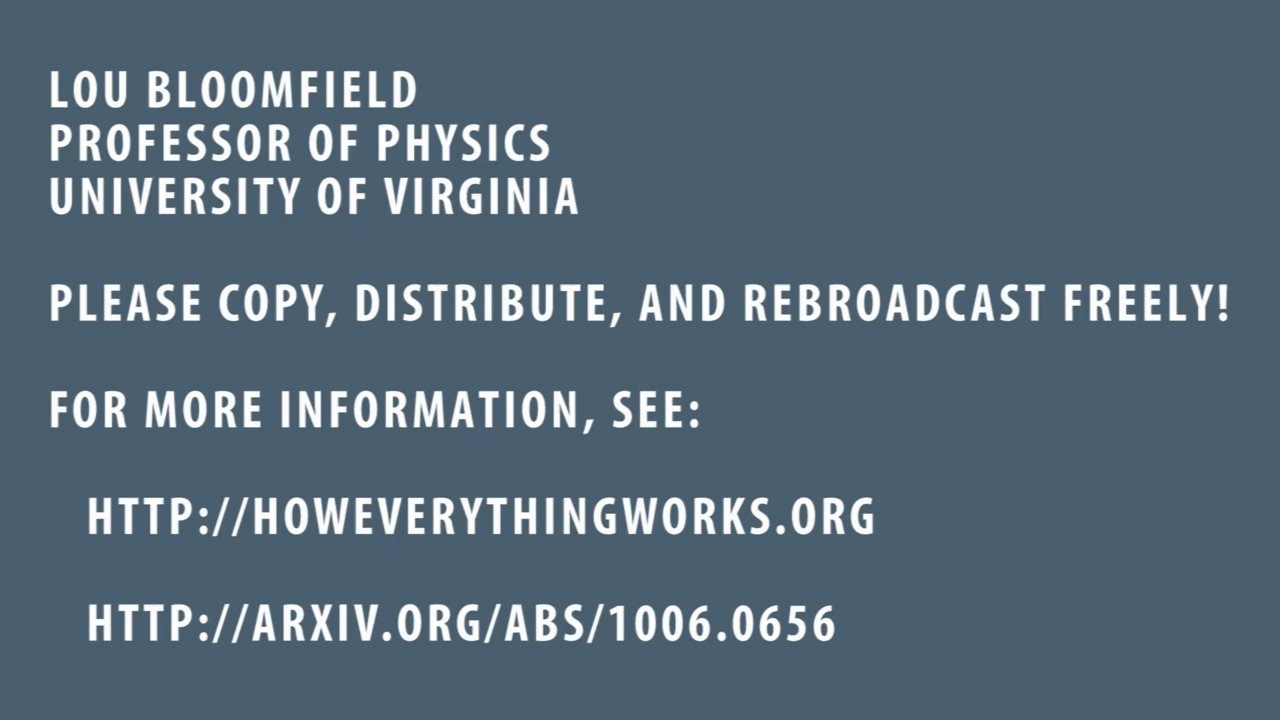 LOU BLOOMFIELD
PROFESSOR OF PHYSICS
UNIVERSITY OF VIRGINIA
PLEASE COPY, DISTRIBUTE, AND REBROADCAST FREELY!
FOR MORE INFORMATION, SEE:
HTTP://HOWEVERYTHINGWORKS.ORG
HTTP://ARXIV.ORG/ABS/1006.0656